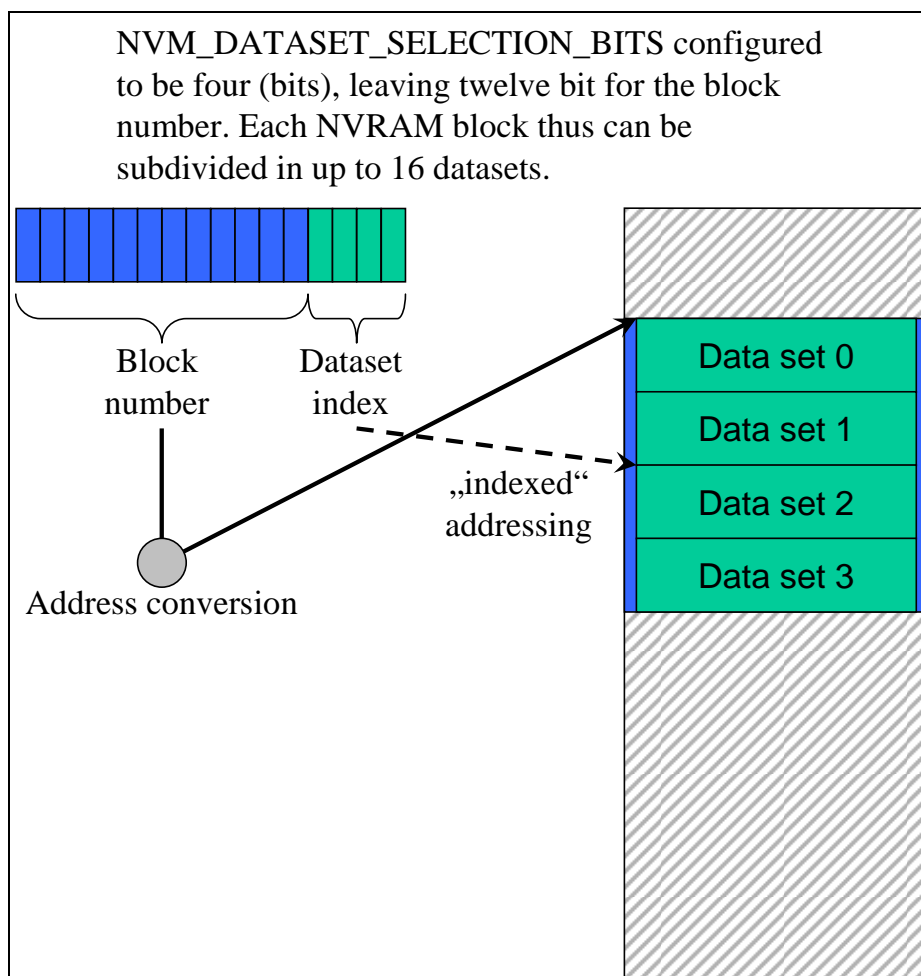 NVM_DATASET_SELECTION_BITS configured
to be four (bits), leaving twelve bit for the block
number. Each NVRAM block thus can be
subdivided in up to 16 datasets.
Block
number
Dataset
index
„indexed“
addressing
Address conversion
Data set 0
Data set 1
Data set 2
Data set 3